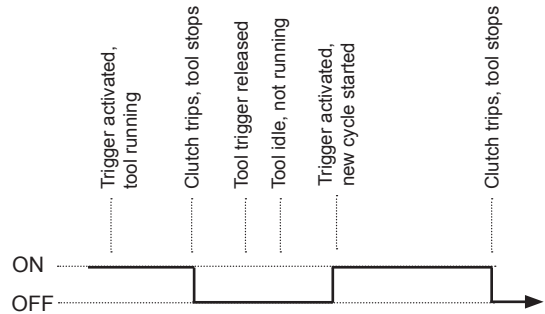 Trigger activated,
tool running
Clutch trips, tool stops
Tool trigger released
Tool idle, not running
Trigger activated,
new cycle started
Clutch trips, tool stops
ON
OFF